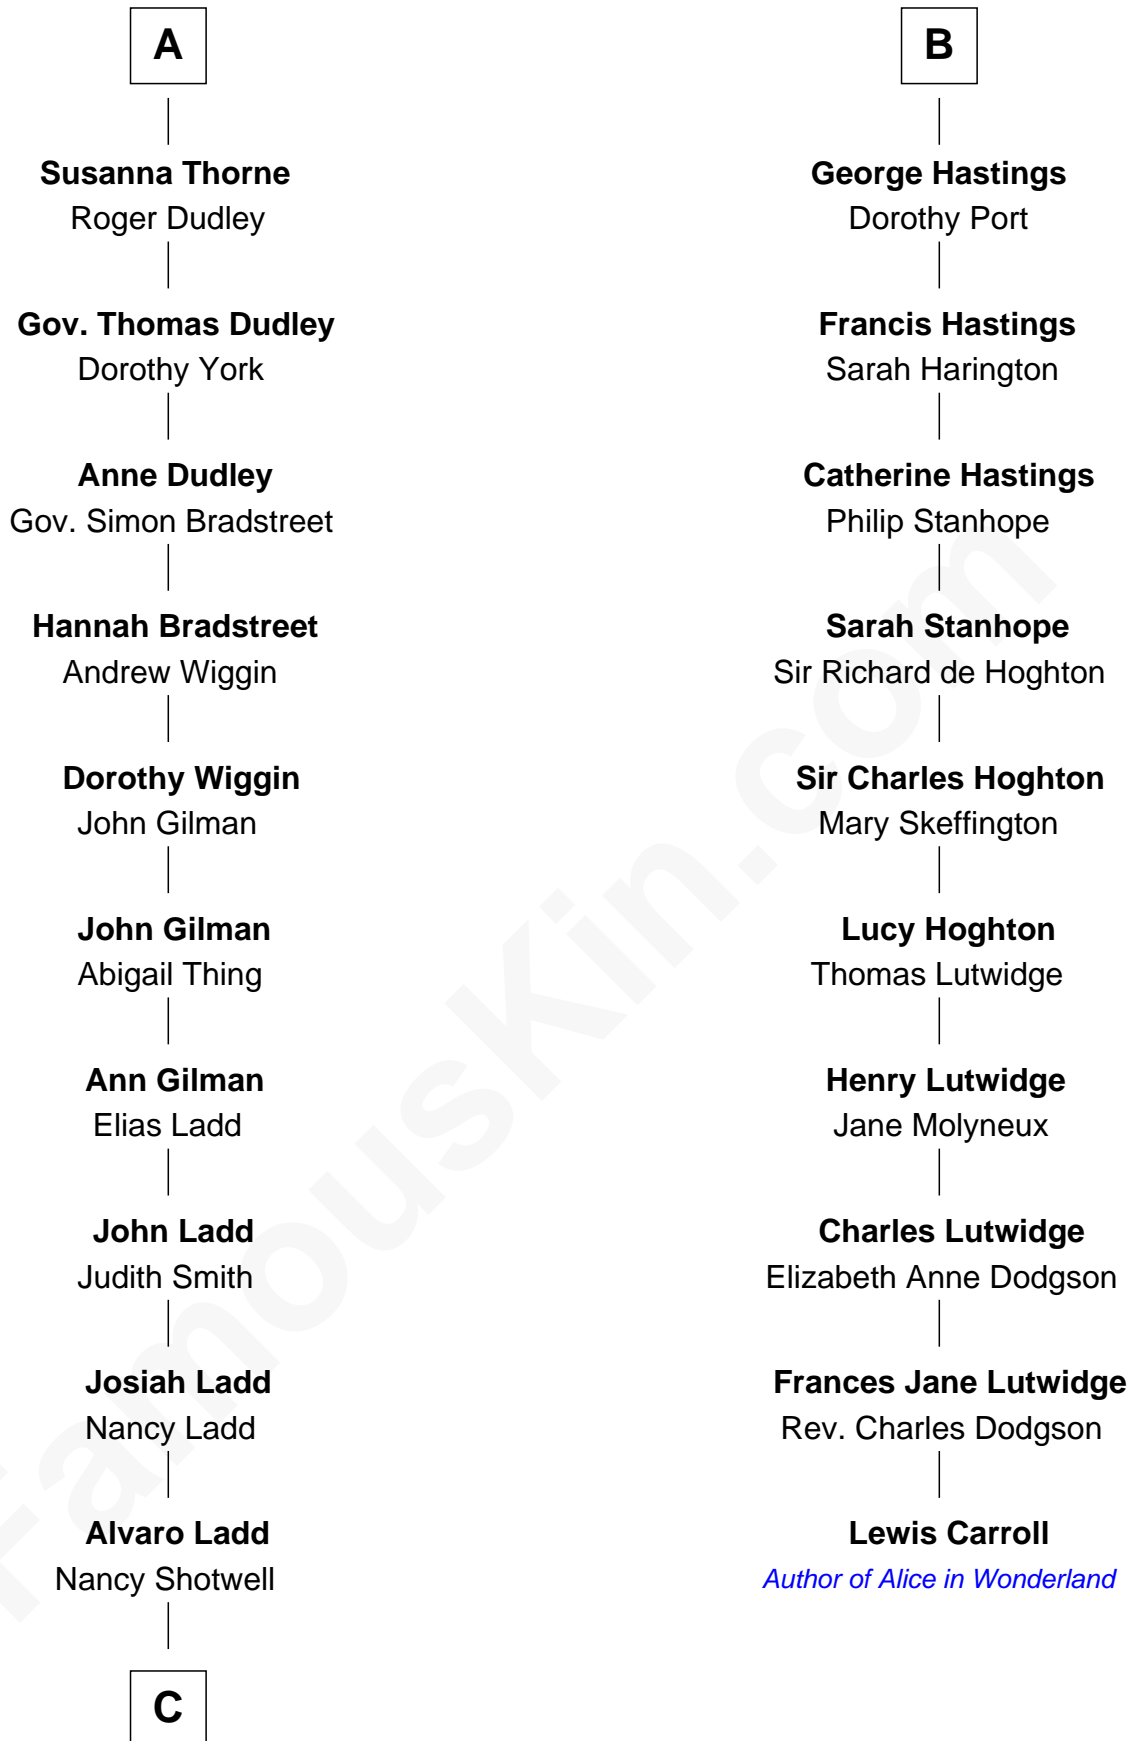 A
Susanna Thorne
Roger Dudley
Gov. Thomas Dudley
Dorothy York
Anne Dudley
Gov. Simon Bradstreet
Hannah Bradstreet
Andrew Wiggin
Dorothy Wiggin
John Gilman
John Gilman
Abigail Thing
Ann Gilman
Elias Ladd
John Ladd
Judith Smith
Josiah Ladd
Nancy Ladd
Alvaro Ladd
Nancy Shotwell
C
B
George Hastings
Dorothy Port
Francis Hastings
Sarah Harington
Catherine Hastings
Philip Stanhope
Sarah Stanhope
Sir Richard de Hoghton
Sir Charles Hoghton
Mary Skeffington
Lucy Hoghton
Thomas Lutwidge
Henry Lutwidge
Jane Molyneux
Charles Lutwidge
Elizabeth Anne Dodgson
Frances Jane Lutwidge
Rev. Charles Dodgson
Lewis Carroll
Author of Alice in Wonderland
FamousKin.com